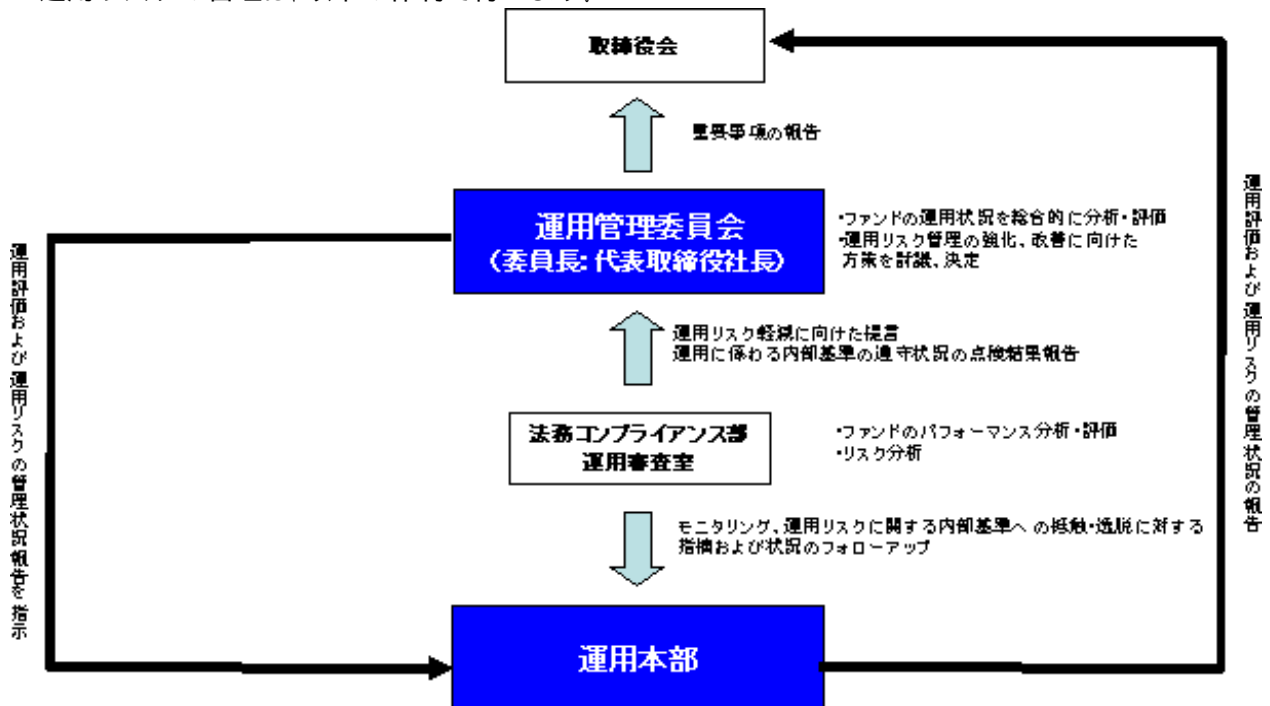 取締役会
重要事項の報告
運用管理委員会
（委員長：代表取締役社長）
・ファンドの運用状況を総合的に分析・評価
・運用リスク管理の強化、改善に向けた
方策を討議、決定
運用リスク軽減に向けた提言
運用に係わる内部基準の遵守状況の点検結果報告
法務コンプライアンス部
運用審査室
・ファンドのパフォーマンス分析・評価
・リスク分析
モニタリング、運用リスクに関する内部基準への抵触・逸脱に対する
指摘および状況のフォローアップ
運用本部
運用評価および運用リスクの管理状況報告を指示
運用評価および運用リスクの管理状況の報告